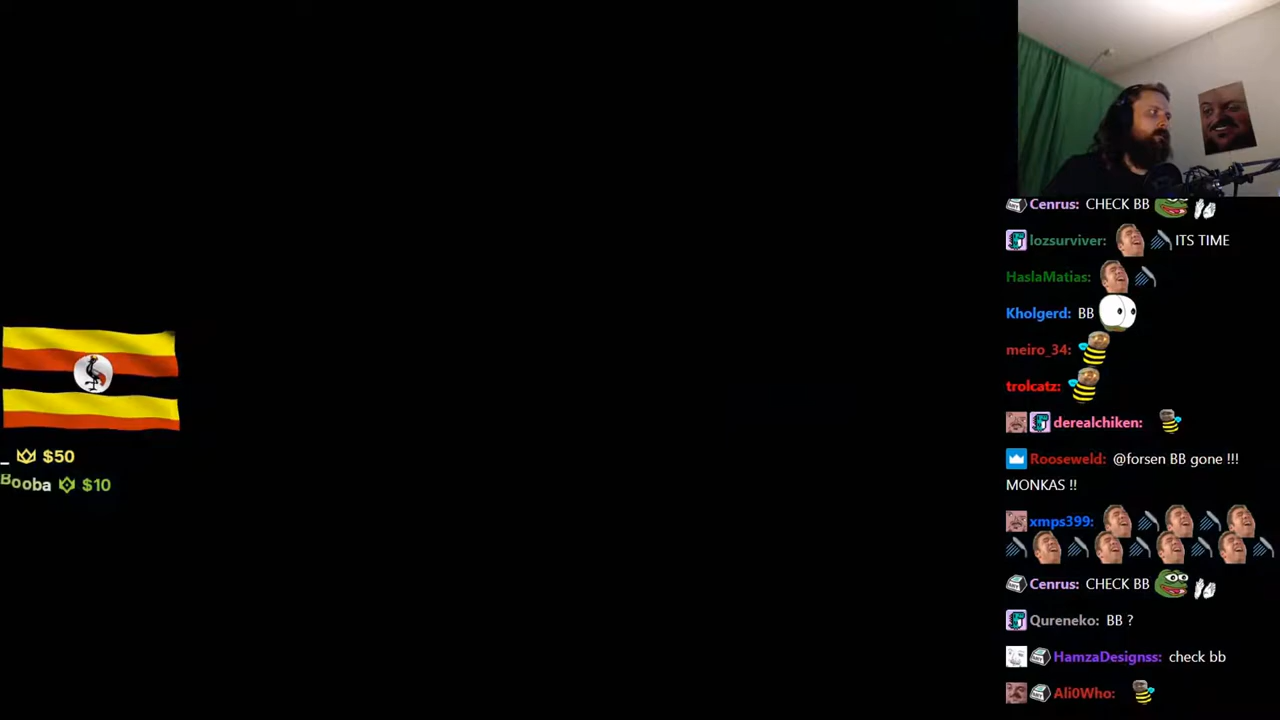 Cenrus: CHECK BB
lozsurviver: ITS TIME
HaslaMatias:
Kholgerd: BB
meiro_34:
trolcatz:
derealchiken:
Rooseweld: @forsen BB gone !!!
MONKAS !!
xmps399:
Cenrus: CHECK BB
Qureneko: BB ?
HamzaDesignss: check bb
Ali0Who:
_ $50
Booba $10